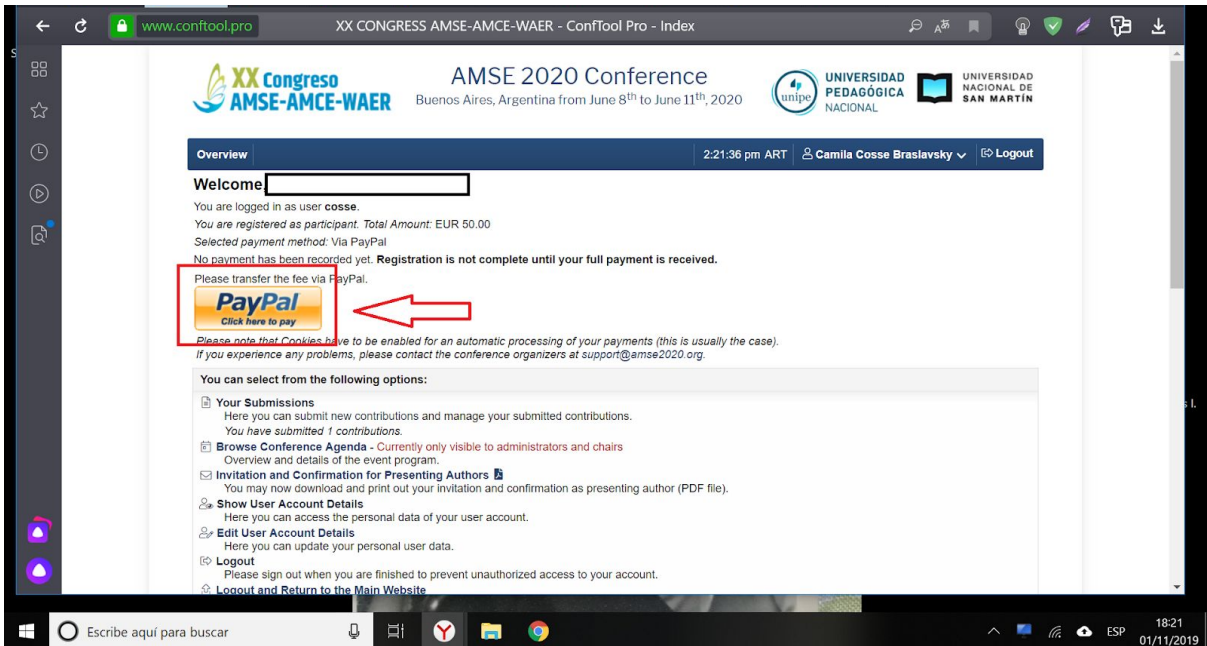 www.conftool.pro
XX CONGRESS AMSE-AMCE-WAER - ConfTool Pro - Index
XX Congreso
AMSE-AMCE-WAER
AMSE 2020 Conference
Buenos Aires, Argentina from June 8th to June 11th, 2020
unipe
UNIVERSIDAD
PEDAGÓGICA
NACIONAL
UNIVERSIDAD
NACIONAL DE
SAN MARTÍN
Overview
2:21:36 pm ART
Camila Cosse Braslavsky
Logout
Welcome,
You are logged in as user cosse.
You are registered as participant. Total Amount: EUR 50.00
Selected payment method: Via PayPal
No payment has been recorded yet. Registration is not complete until your full payment is received.
Please transfer the fee via PayPal.
PayPal
Click here to pay
Please note that Cookies have to be enabled for an automatic processing of your payments (this is usually the case).
If you experience any problems, please contact the conference organizers at support@amse2020.org.
You can select from the following options:
Your Submissions
Here you can submit new contributions and manage your submitted contributions.
You have submitted 1 contributions.
Browse Conference Agenda - Currently only visible to administrators and chairs
Overview and details of the event program.
Invitation and Confirmation for Presenting Authors
You may now download and print out your invitation and confirmation as presenting author (PDF file).
Show User Account Details
Here you can access the personal data of your user account.
Edit User Account Details
Here you can update your personal user data.
Logout
Please sign out when you are finished to prevent unauthorized access to your account.
Logout and Return to the Main Website
Escribe aquí para buscar
ESP
18:21
01/11/2019